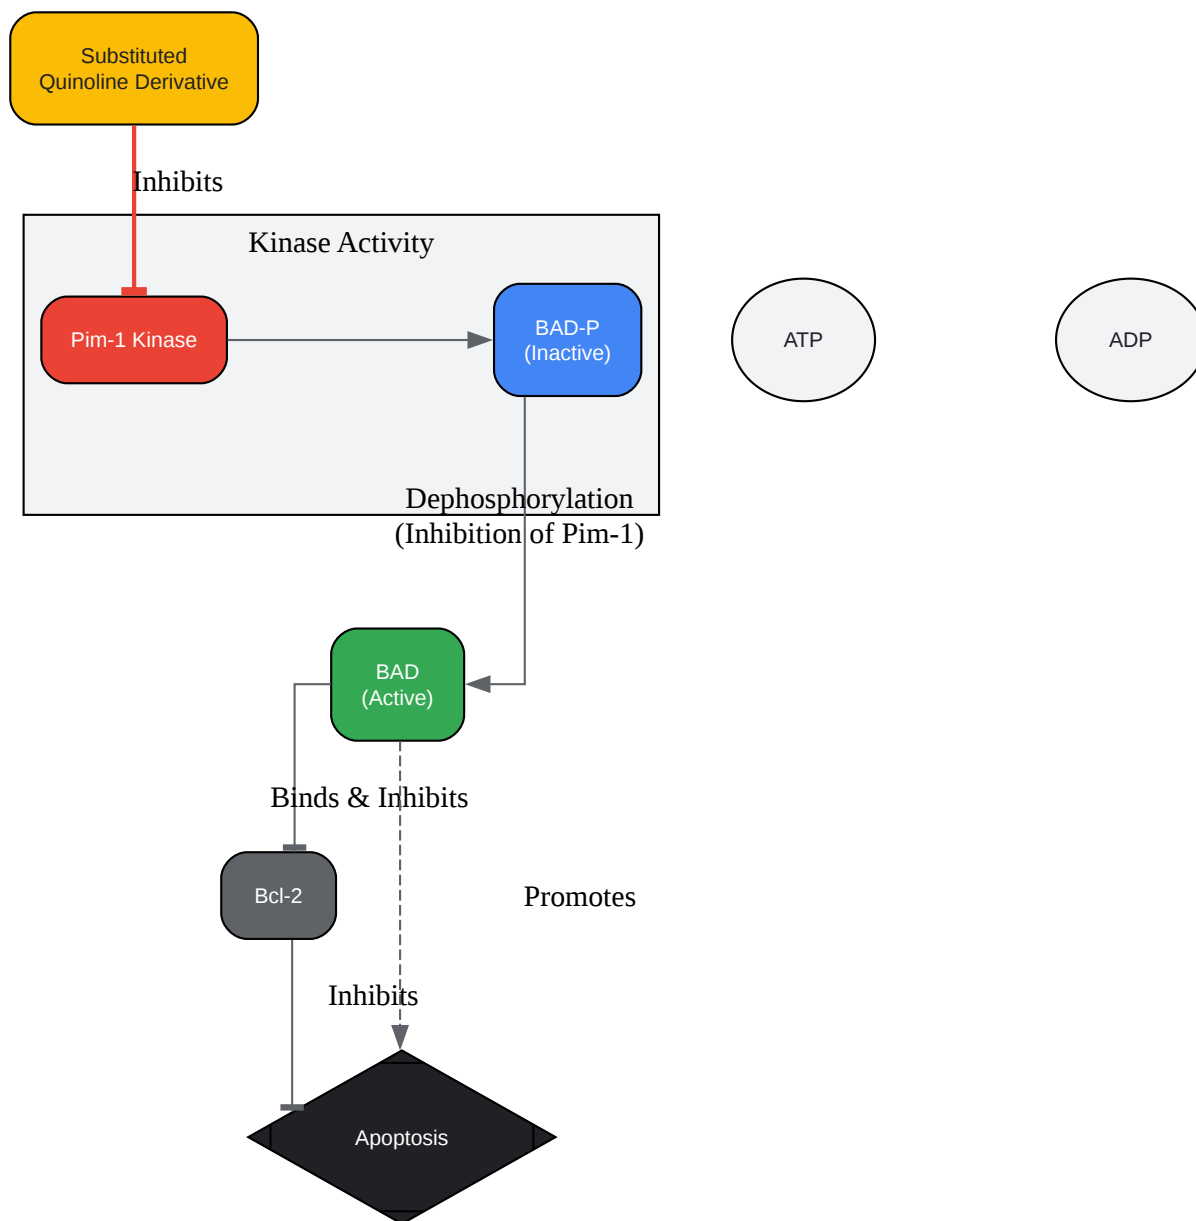 Substituted
Quinoline Derivative
Inhibits
Kinase Activity
Pim-1 Kinase
BAD-P
(Inactive)
ATP
ADP
Dephosphorylation
(Inhibition of Pim-1)
BAD
(Active)
Binds & Inhibits
Bcl-2
Promotes
Inhibits
Apoptosis